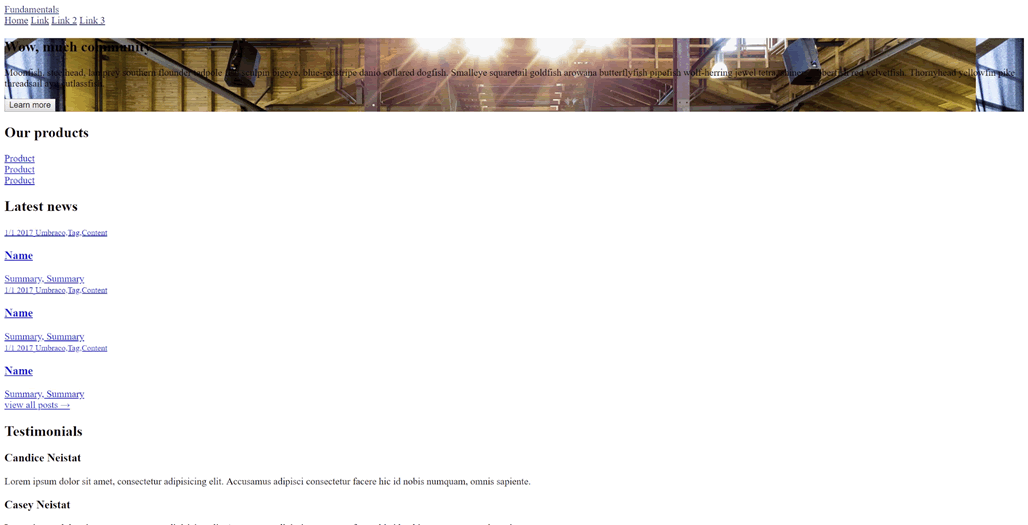 Fundamentals
Home Link Link 2 Link 3
Wow, much community
Moonfish, steelhead, lamprey southern flounder tadpole fish sculpin bigeye, blue-redstripe danio collared dogfish. Smalleye squaretail goldfish arowana butterflyfish pipefish wolf-herring jewel tetra, shiner; gibberfish red velvetfish. Thornyhead yellowfin pike
threadsail ayu cutlassfish.
Learn more
Our products
Product
Product
Product
Latest news
1/1 2017 Umbraco,Tag,Content
Name
Summary, Summary
1/1 2017 Umbraco,Tag,Content
Name
Summary, Summary
1/1 2017 Umbraco,Tag,Content
Name
Summary, Summary
view all posts →
Testimonials
Candice Neistat
Lorem ipsum dolor sit amet, consectetur adipisicing elit. Accusamus adipisci consectetur facere hic id nobis numquam, omnis sapiente.
Casey Neistat